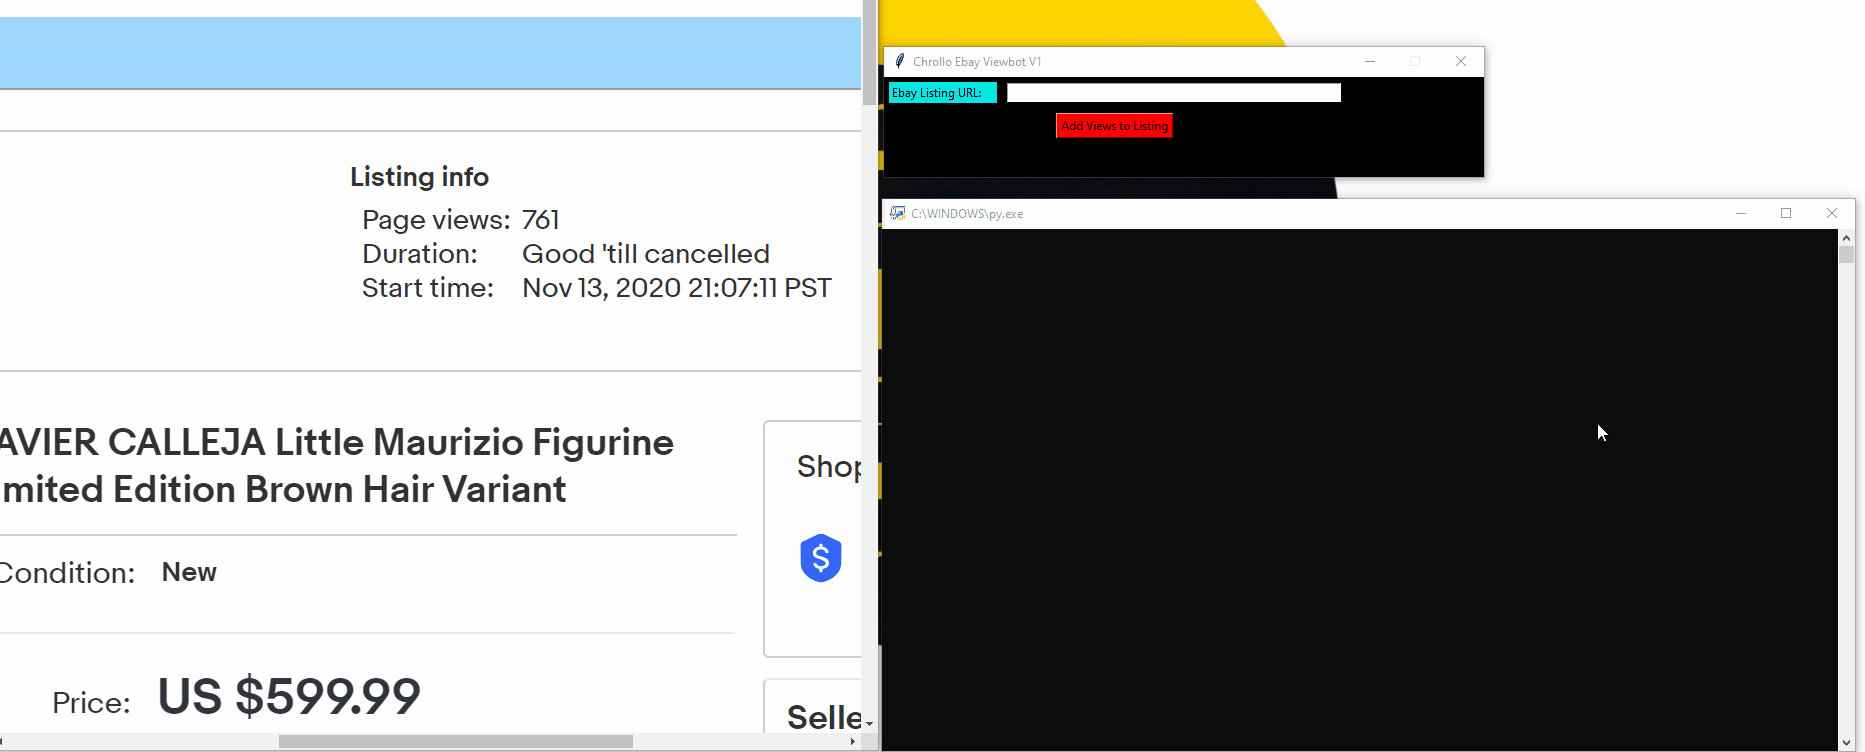 Listing info
Page views: 761
Duration: Good 'till cancelled
Start time: Nov 13, 2020 21:07:11 PST
AVIER CALLEJA Little Maurizio Figurine
imited Edition Brown Hair Variant
Condition: New
Price: US $599.99
Shop
$
Selle
Chrollo Ebay Viewbot V1
Ebay Listing URL:
Add Views to Listing
C:\WINDOWS\py.exe